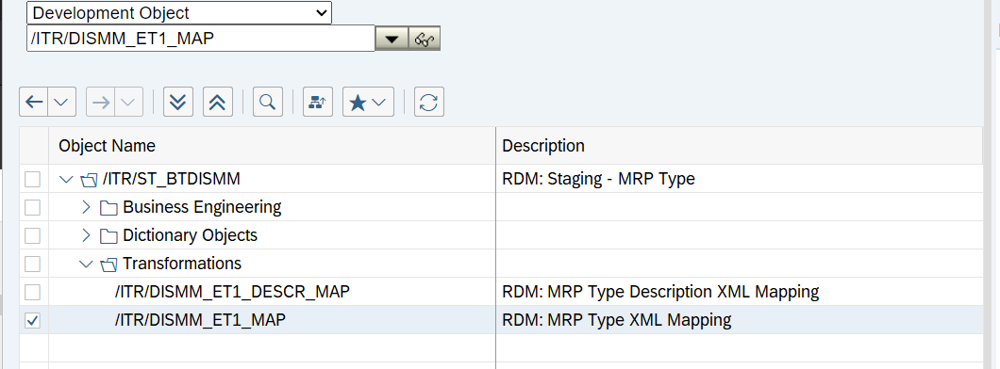 Development Object
/ITR/DISMM_ET1_MAP
Object Name Description
/ITR/ST_BTDISMM RDM: Staging - MRP Type
Business Engineering
Dictionary Objects
Transformations
/ITR/DISMM_ET1_DESCR_MAP RDM: MRP Type Description XML Mapping
/ITR/DISMM_ET1_MAP RDM: MRP Type XML Mapping